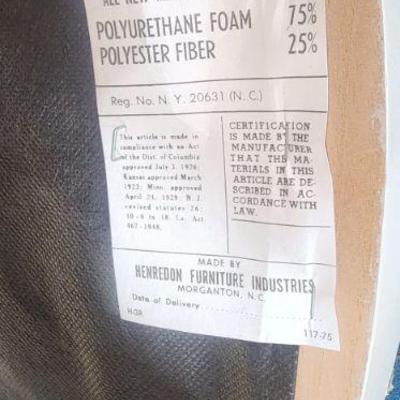 ALL NEW
POLYURETHANE FOAM 75%
POLYESTER FIBER 25%
Reg. No. N. Y. 20631 (N. C.)
This article is made in
compliance with an Act
of the Dist. of Columbia
approved July 3, 1926;
Kansas approved March
1923; Minn. approved
April 24, 1929; N. J.
revised statutes 26:
10-6 to 18. La. Act
467-1948.
CERTIFICATION
IS MADE BY THE
MANUFACTURER
THAT THE MA-
TERIALS IN THIS
ARTICLE ARE DE-
SCRIBED IN AC-
CORDANCE WITH
LAW.
MADE BY
HENREDON FURNITURE INDUSTRIES
MORGANTON, N. C.
Date of Delivery
117-75